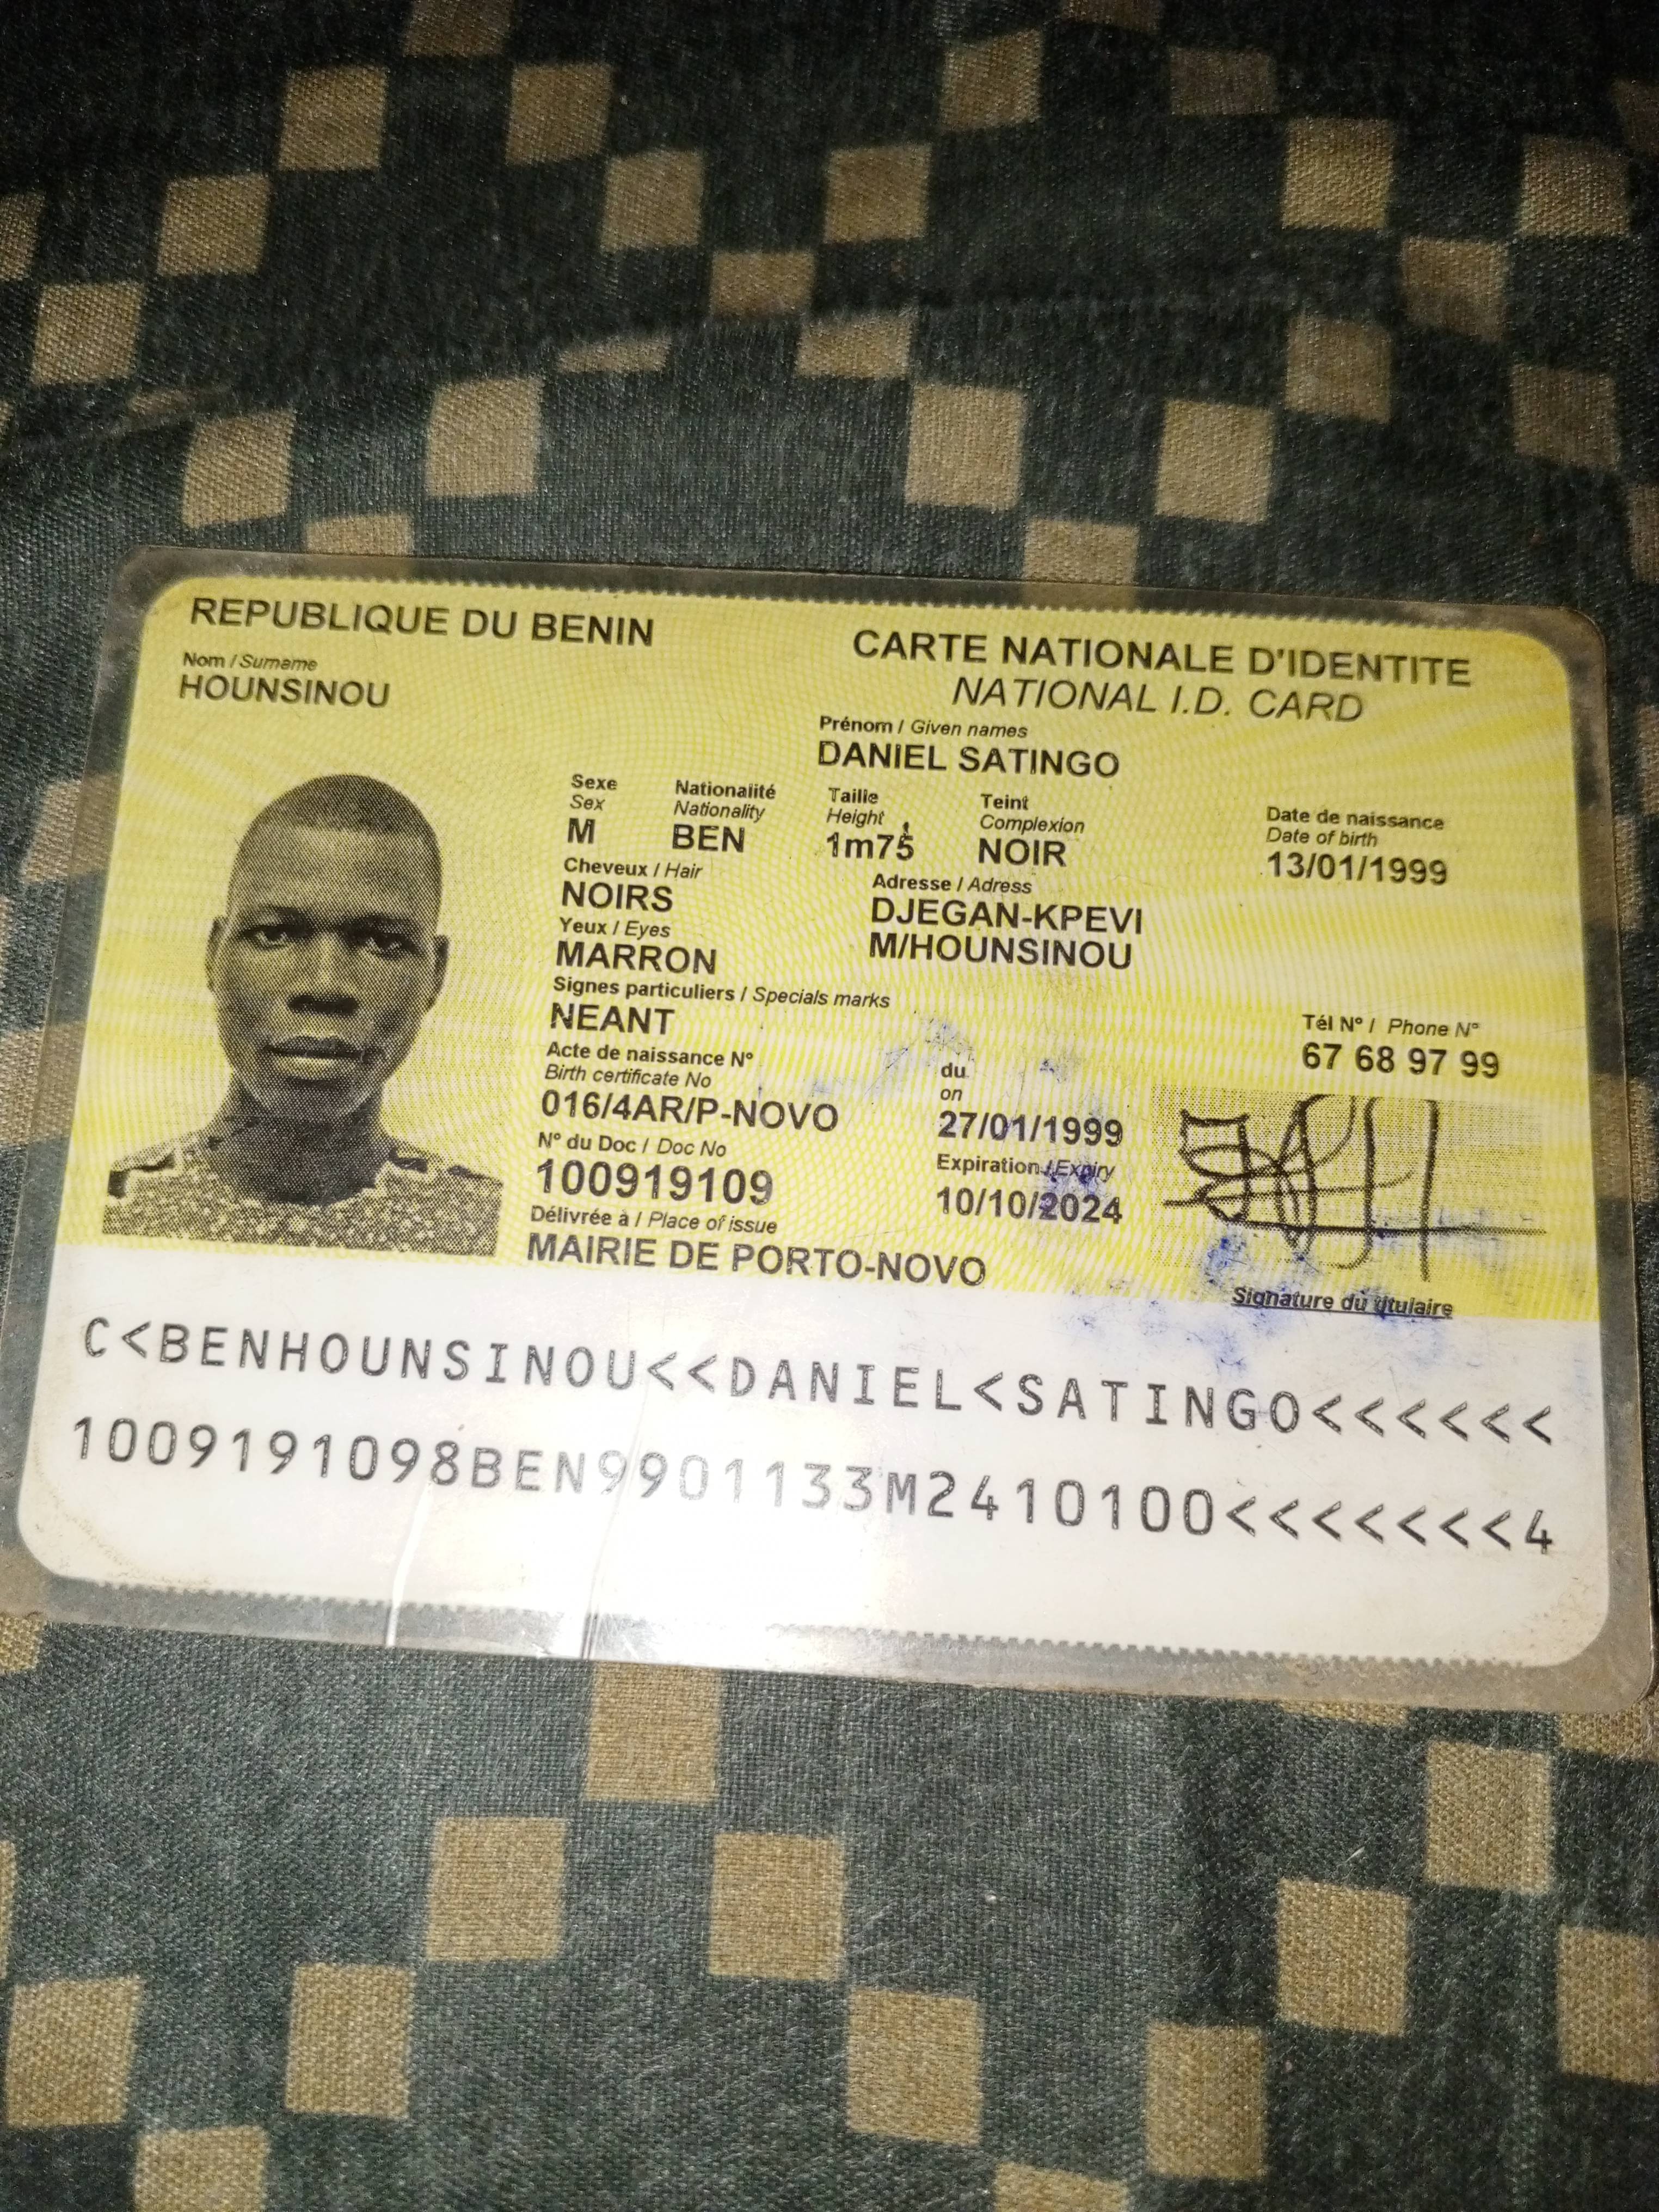 REPUBLIQUE DU BENIN
CARTE NATIONALE D'IDENTITE
NATIONAL I.D. CARD
Nom / Surname
HOUNSINOU
Prénom / Given names
DANIEL SATINGO
Sexe Nationalité Taille Teint Date de naissance
Sex Nationality Height Complexion Date of birth
M BEN 1m75 NOIR 13/01/1999
Cheveux / Hair
NOIRS
Adresse / Adress
DJEGAN-KPEVI
M/HOUNSINOU
Yeux / Eyes
MARRON
Signes particuliers / Specials marks
NEANT
Tél N° / Phone N°
67 68 97 99
Acte de naissance N° du
Birth certificate No on
016/4AR/P-NOVO 27/01/1999
N° du Doc / Doc No Expiration / Expiry
100919109 10/10/2024
Délivrée à / Place of issue
MAIRIE DE PORTO-NOVO
Signature du titulaire
C<BENHOUNSINOU<<DANIEL<SATINGO<<<<<<
1009191098BEN9901133M2410100<<<<<<<4